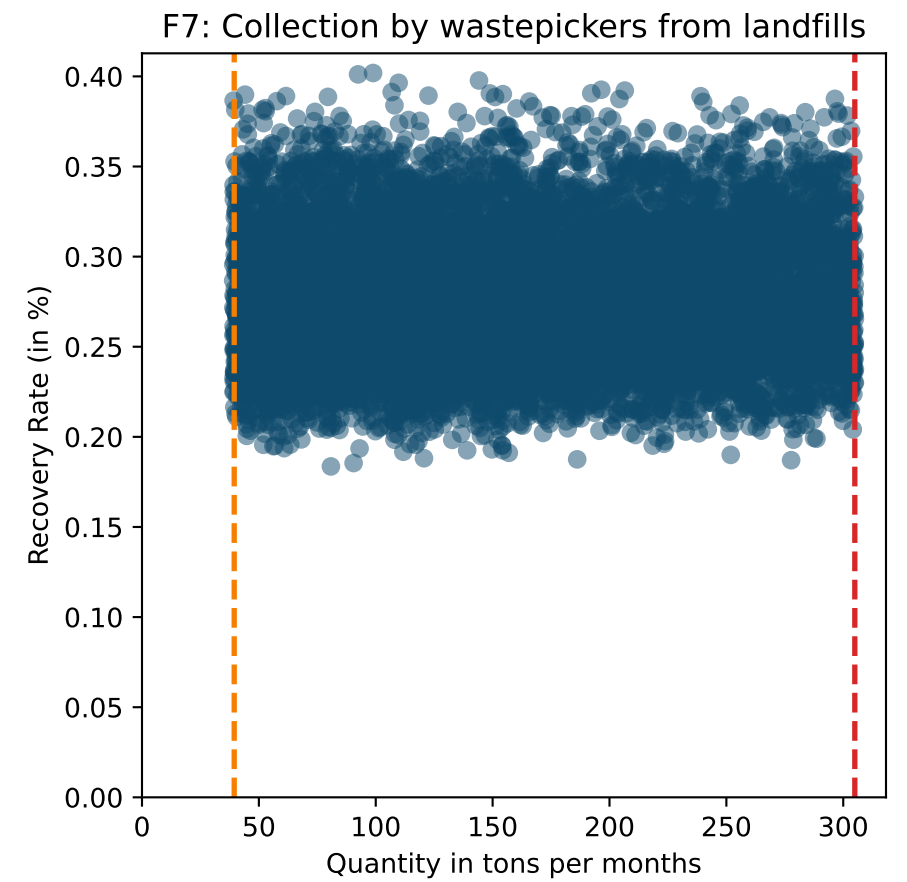 F7: Collection by wastepickers from landfills
0.40
0.35
0.30
0.25
0.20
0.15
0.10
0.05
0.00
Recovery Rate (in %)
0 50 100 150 200 250 300
Quantity in tons per months